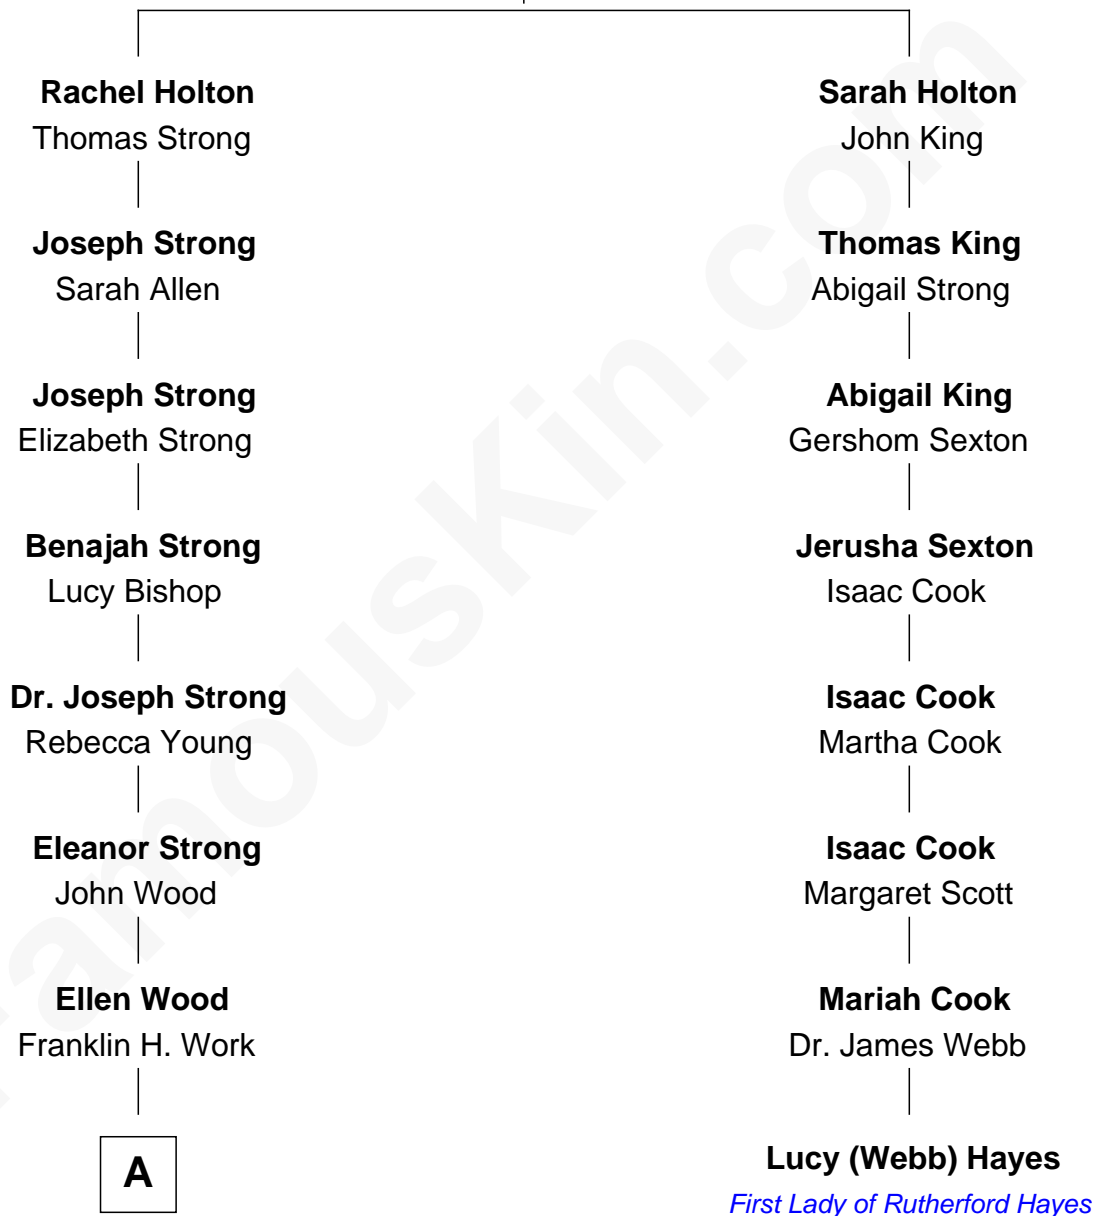 Rachel Holton
Thomas Strong
Sarah Holton
John King
Joseph Strong
Sarah Allen
Thomas King
Abigail Strong
Joseph Strong
Elizabeth Strong
Abigail King
Gershom Sexton
Benajah Strong
Lucy Bishop
Jerusha Sexton
Isaac Cook
Dr. Joseph Strong
Rebecca Young
Isaac Cook
Martha Cook
Eleanor Strong
John Wood
Isaac Cook
Margaret Scott
Ellen Wood
Franklin H. Work
Mariah Cook
Dr. James Webb
A
Lucy (Webb) Hayes
First Lady of Rutherford Hayes
FamousKin.com